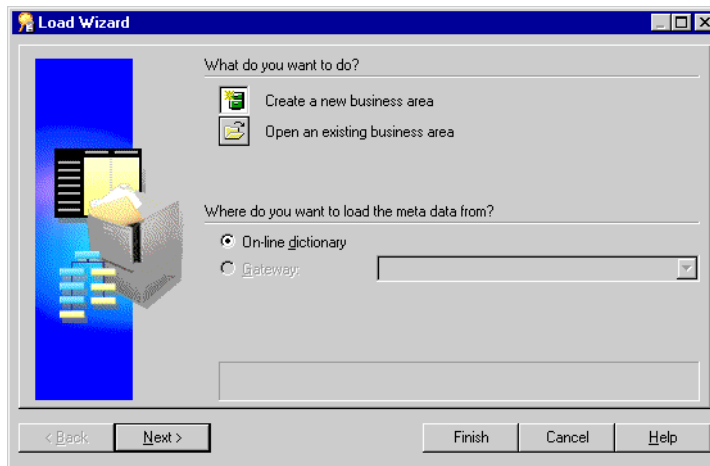 Load Wizard
What do you want to do?
Create a new business area
Open an existing business area
Where do you want to load the meta data from?
On-line dictionary
Gateway:
< Back
Next >
Finish
Cancel
Help